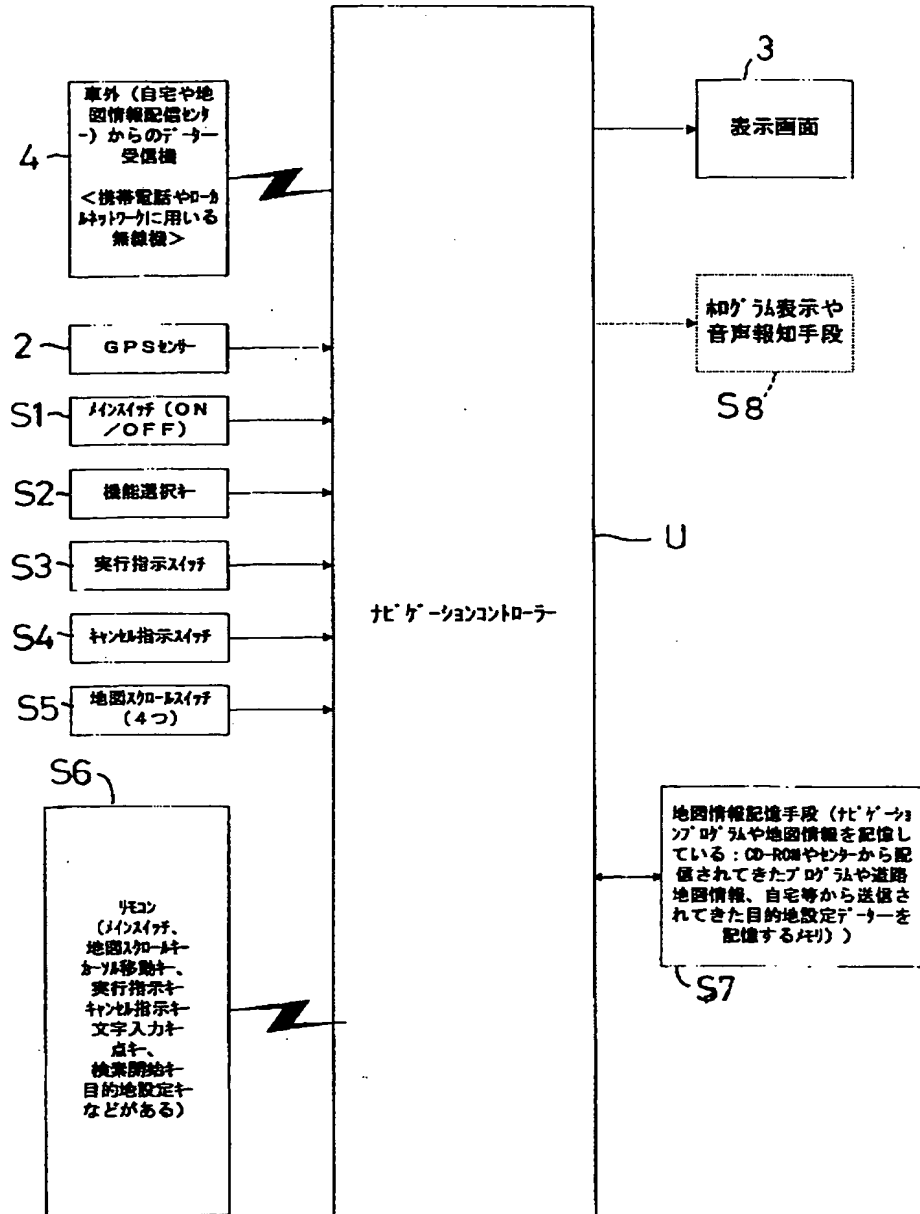 4
車外（自宅や地
図情報配信ｾﾝﾀ
ｰ）からのデーター
受信機
＜携帯電話やﾛｰｶ
ﾙﾈｯﾄﾜｰｸに用いる
無線機＞
2
ＧＰＳｾﾝｻｰ
S1
ﾒｲﾝｽｲｯﾁ（ＯＮ
／ＯＦＦ）
S2
機能選択ｷｰ
S3
実行指示スイッチ
S4
ｷｬﾝｾﾙ指示ｽｲｯﾁ
S5
地図ｽｸﾛｰﾙｽｲｯﾁ
（４つ）
S6
ﾘﾓｺﾝ
（ﾒｲﾝｽｲｯﾁ、
地図ｽｸﾛｰﾙｷｰ
ｶｰｿﾙ移動ｷｰ、
実行指示ｷｰ
ｷｬﾝｾﾙ指示ｷｰ
文字入力ｷｰ
点ｷｰ、
検索開始ｷｰ
目的地設定ｷｰ
などがある）
ﾅﾋﾞｹﾞｰｼｮﾝｺﾝﾄﾛｰﾗｰ
U
3
表示画面
ﾎﾛｸﾞﾗﾑ表示や
音声報知手段
S8
地図情報記憶手段（ﾅﾋﾞｹﾞｰｼｮ
ﾝﾌﾟﾛｸﾞﾗﾑや地図情報を記憶し
ている：CD-ROMやｾﾝﾀｰから配
信されてきたﾌﾟﾛｸﾞﾗﾑや道路
地図情報、自宅等から送信さ
れてきた目的地設定ﾃﾞｰﾀｰを
記憶するﾒﾓﾘ））
S7